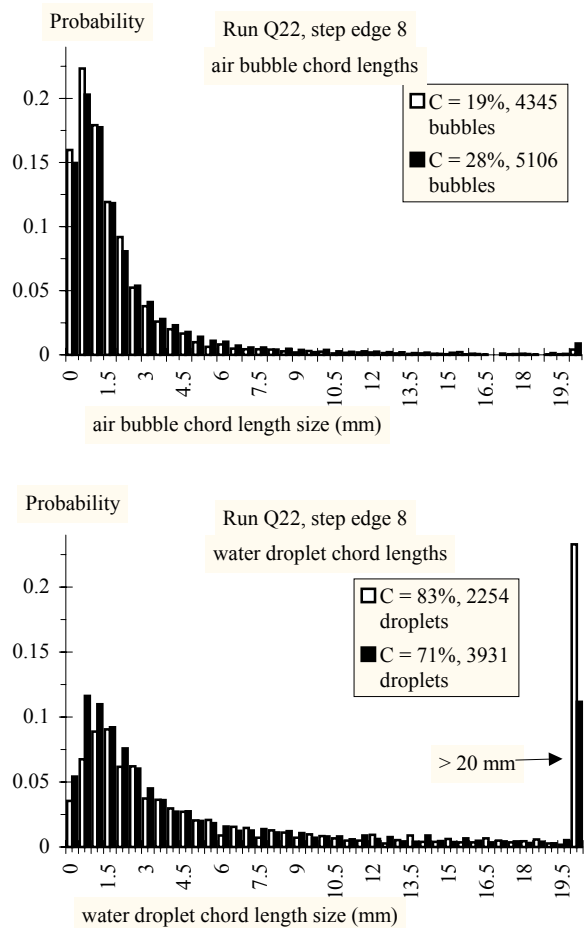 Probability
Run Q22, step edge 8
air bubble chord lengths
C = 19%, 4345
bubbles
C = 28%, 5106
bubbles
0.2
0.15
0.1
0.05
0
0 1.5 3 4.5 6 7.5 9 10.5 12 13.5 15 16.5 18 19.5
air bubble chord length size (mm)
Probability
Run Q22, step edge 8
water droplet chord lengths
C = 83%, 2254
droplets
C = 71%, 3931
droplets
0.2
0.15
0.1
> 20 mm
0.05
0
0 1.5 3 4.5 6 7.5 9 10.5 12 13.5 15 16.5 18 19.5
water droplet chord length size (mm)